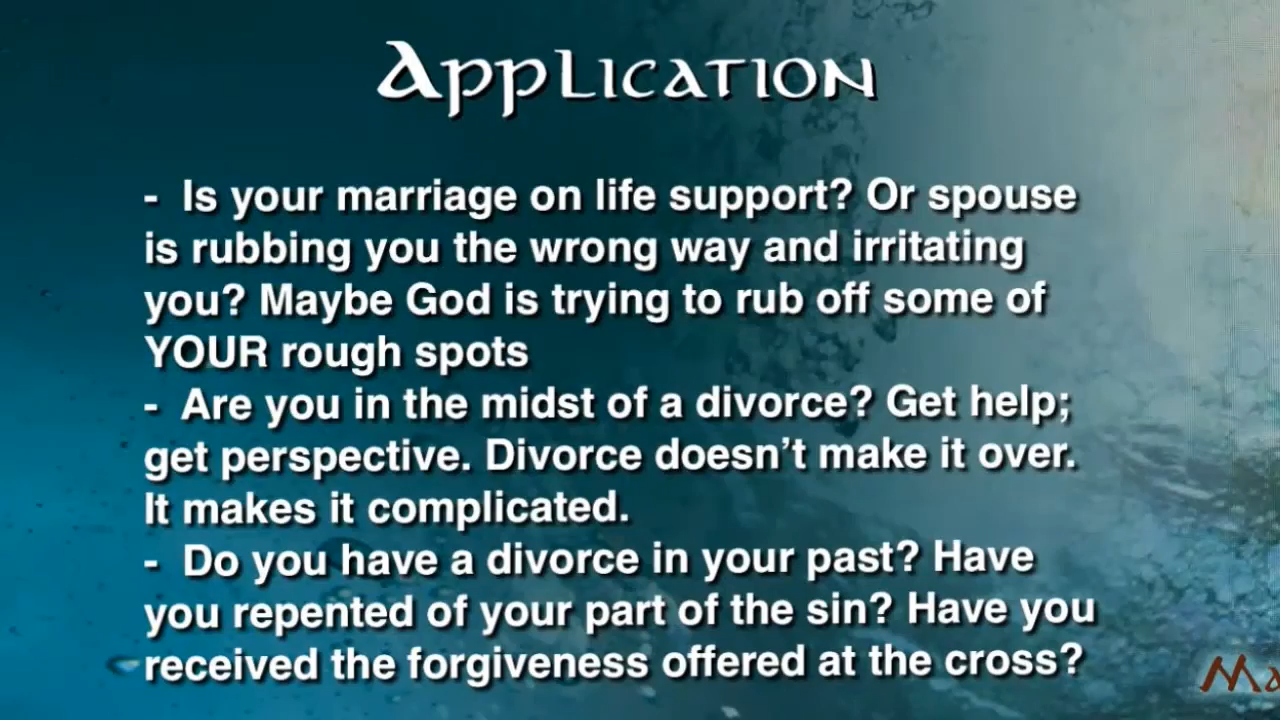 Application
- Is your marriage on life support? Or spouse
is rubbing you the wrong way and irritating
you? Maybe God is trying to rub off some of
YOUR rough spots
- Are you in the midst of a divorce? Get help;
get perspective. Divorce doesn’t make it over.
It makes it complicated.
- Do you have a divorce in your past? Have
you repented of your part of the sin? Have you
received the forgiveness offered at the cross?